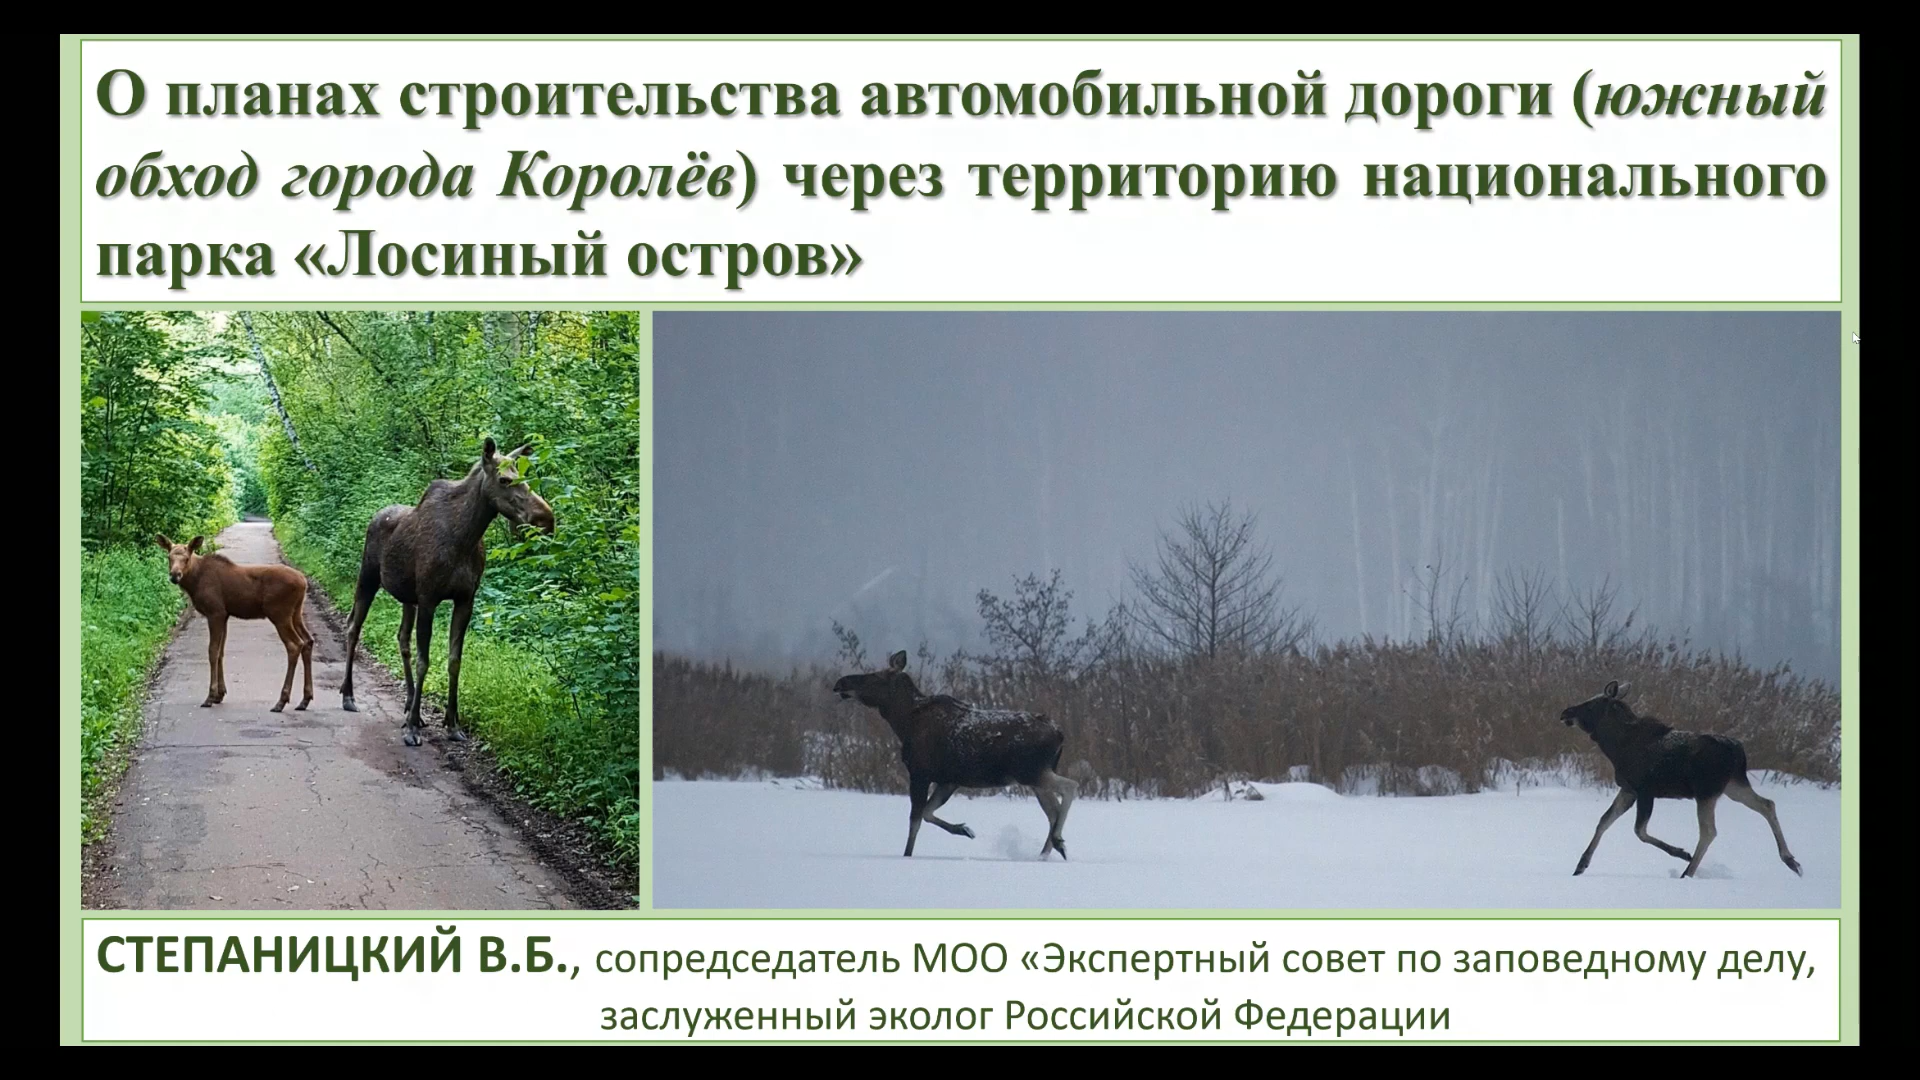 О планах строительства автомобильной дороги (южный
обход города Королёв) через территорию национального
парка «Лосиный остров»
СТЕПАНИЦКИЙ В.Б., сопредседатель МОО «Экспертный совет по заповедному делу,
заслуженный эколог Российской Федерации